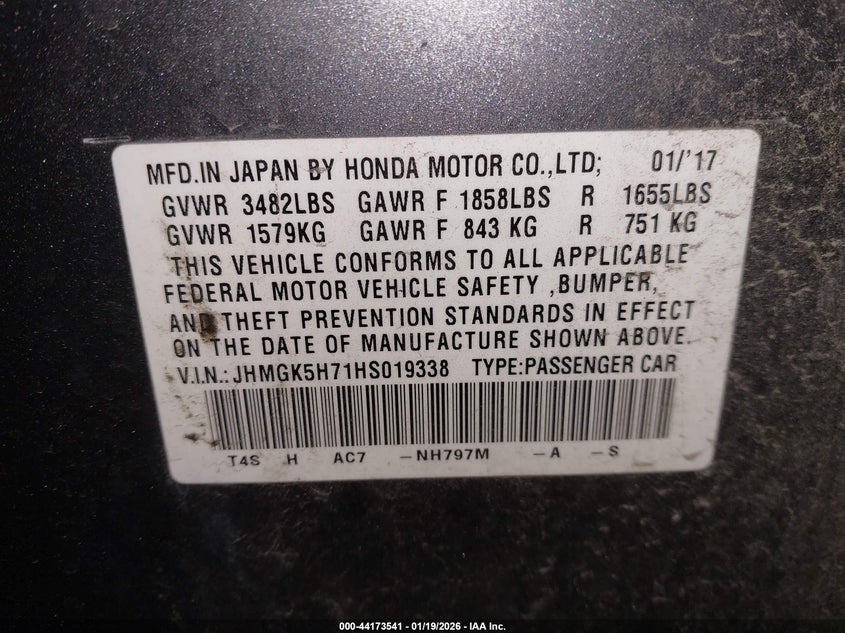 MFD.IN JAPAN BY HONDA MOTOR CO.,LTD; 01/'17
GVWR 3482LBS GAWR F 1858LBS R 1655LBS
GVWR 1579KG GAWR F 843 KG R 751 KG
THIS VEHICLE CONFORMS TO ALL APPLICABLE
FEDERAL MOTOR VEHICLE SAFETY ,BUMPER,
AND THEFT PREVENTION STANDARDS IN EFFECT
ON THE DATE OF MANUFACTURE SHOWN ABOVE.
V.I.N.: JHMGK5H71HS019338 TYPE:PASSENGER CAR
T4S H AC7 -NH797M -A -S
000-44173541 - 01/19/2026 - IAA Inc.